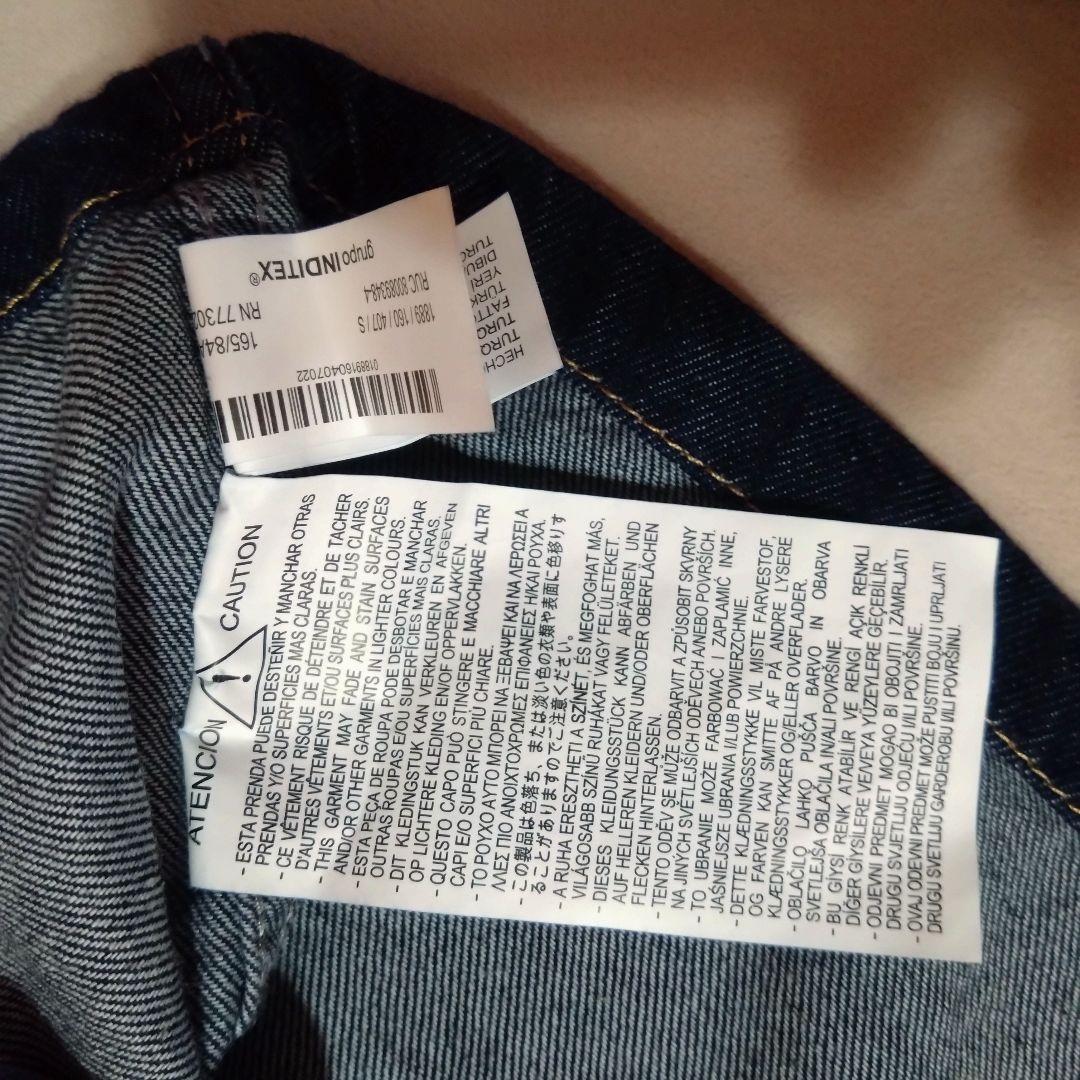 grupo INDITEX®
RUC 80089348-4
1889 / 160 / 407 / S
165/84A
RN 7730
01889160407022
HECH
TURQ
FATT
TÜRK
YERİ
DIBU
TURC
ATENCION CAUTION
- ESTA PRENDA PUEDE DESTEÑIR Y MANCHAR OTRAS
PRENDAS Y/O SUPERFICIES MAS CLARAS.
- CE VÊTEMENT RISQUE DE DÉTEINDRE ET DE TACHER
D'AUTRES VÊTEMENTS ET/OU SURFACES PLUS CLAIRS.
- THIS GARMENT MAY FADE AND STAIN SURFACES
AND/OR OTHER GARMENTS IN LIGHTER COLOURS.
- ESTA PEÇA DE ROUPA PODE DESBOTAR E MANCHAR
OUTRAS ROUPAS E/OU SUPERFÍCIES MAIS CLARAS.
- DIT KLEDINGSTUK KAN VERKLEUREN EN AFGEVEN
OP LICHTERE KLEDING EN/OF OPPERVLAKKEN.
- QUESTO CAPO PUÒ STINGERE E MACCHIARE ALTRI
CAPI E/O SUPERFICI PIÙ CHIARE.
- ΤΟ ΡΟΥΧΟ ΑΥΤΟ ΜΠΟΡΕΙ ΝΑ ΞΕΒΑΨΕΙ ΚΑΙ ΝΑ ΛΕΡΩΣΕΙ ΑΛΛΕΣ ΠΙΟ ΑΝΟΙΧΤΟΧΡΩΜΕΣ ΕΠΙΦΑΝΕΙΕΣ Η/ΚΑΙ ΡΟΥΧΑ.
- この製品は色落ち、または淡い色の衣類や表面に色移りす
ることがありますのでご注意ください。
- A RUHA ERESZTHETI A SZÍNÉT, ÉS MEGFOGHAT MÁS,
VILÁGOSABB SZÍNŰ RUHÁKAT VAGY FELÜLETEKET.
- DIESES KLEIDUNGSSTÜCK KANN ABFÄRBEN UND
AUF HELLEREN KLEIDERN UND/ODER OBERFLÄCHEN
FLECKEN HINTERLASSEN.
- TENTO ODĚV SE MŮŽE ODBARVIT A ZPŮSOBIT SKVRNY
NA JINÝCH SVĚTLEJŠÍCH ODĚVECH A/NEBO POVRŠÍCH.
- TO UBRANIE MOŻE FARBOWAĆ I ZAPLAMIĆ INNE,
JAŚNIEJSZE UBRANIA I/LUB POWIERZCHNIE.
- DETTE KLÆDNINGSSTYKKE VIL MISTE FARVESTOF,
OG FARVEN KAN SMITTE AF PÅ ANDRE LYSERE
KLÆDNINGSSTYKKER OG/ELLER OVERFLADER.
- OBLAČILO LAHKO PUŠČA BARVO IN OBARVA
SVETLEJŠA OBLAČILA IN/ALI POVRŠINE.
- BU GİYSİ RENK ATABİLİR VE RENGİ AÇIK RENKLİ
DİĞER GİYSİLERE VE/VEYA YÜZEYLERE GEÇEBİLİR.
- ODJEVNI PREDMET MOGAO BI OBOJITI I ZAMRLJATI
DRUGU SVJETLIJU ODJEĆU I/ILI POVRŠINE.
- OVAJ ODEVNI PREDMET MOŽE PUSTITI BOJU I UPRLJATI
DRUGU SVETLIJU GARDEROBU I/ILI POVRŠINU.